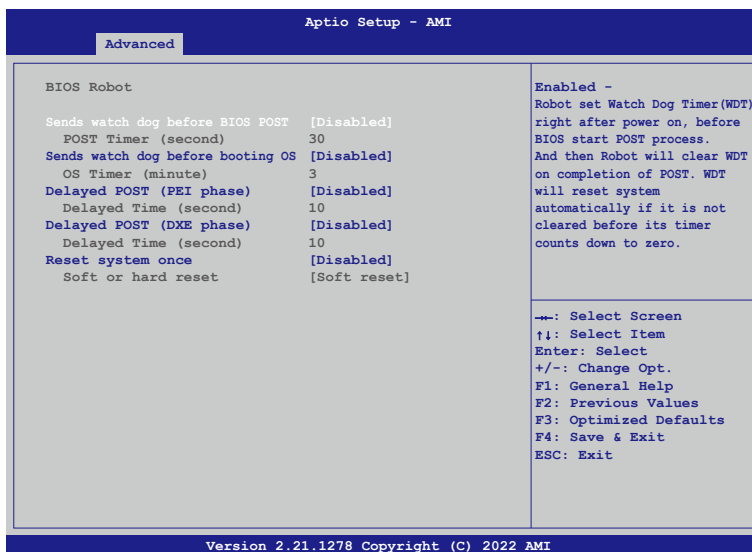 Aptio Setup - AMI
Advanced
BIOS Robot
Sends watch dog before BIOS POST [Disabled]
POST Timer (second) 30
Sends watch dog before booting OS [Disabled]
OS Timer (minute) 3
Delayed POST (PEI phase) [Disabled]
Delayed Time (second) 10
Delayed POST (DXE phase) [Disabled]
Delayed Time (second) 10
Reset system once [Disabled]
Soft or hard reset [Soft reset]
Enabled -
Robot set Watch Dog Timer(WDT)
right after power on, before
BIOS start POST process.
And then Robot will clear WDT
on completion of POST. WDT
will reset system
automatically if it is not
cleared before its timer
counts down to zero.
→←: Select Screen
↑↓: Select Item
Enter: Select
+/-: Change Opt.
F1: General Help
F2: Previous Values
F3: Optimized Defaults
F4: Save & Exit
ESC: Exit
Version 2.21.1278 Copyright (C) 2022 AMI